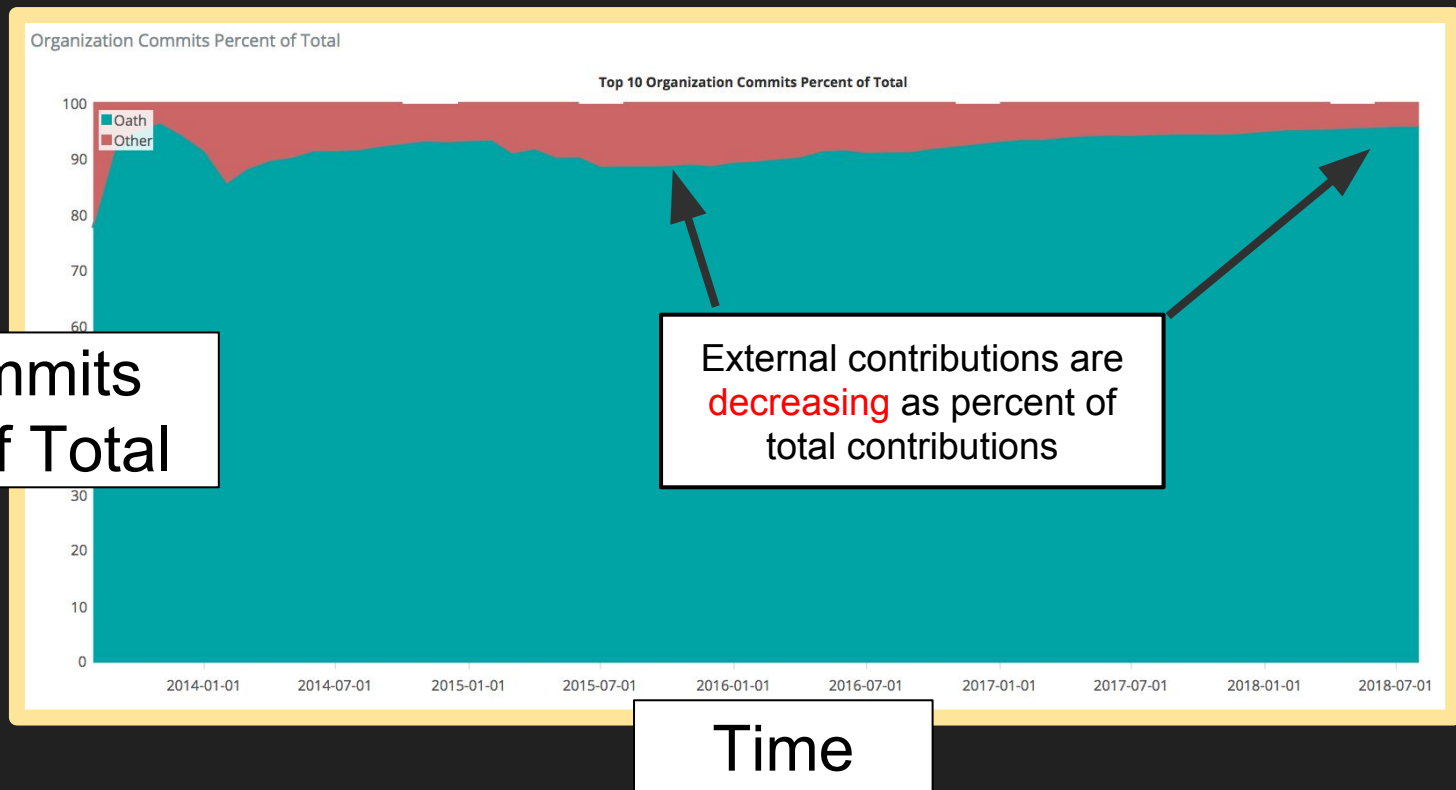 Organization Commits Percent of Total
Top 10 Organization Commits Percent of Total
100
Oath
Other
90
80
70
60
f Total
External contributions are
decreasing as percent of
total contributions
30
20
10
0
2014-01-01 2014-07-01 2015-01-01 2015-07-01 2016-01-01 2016-07-01 2017-01-01 2017-07-01 2018-01-01 2018-07-01
Time